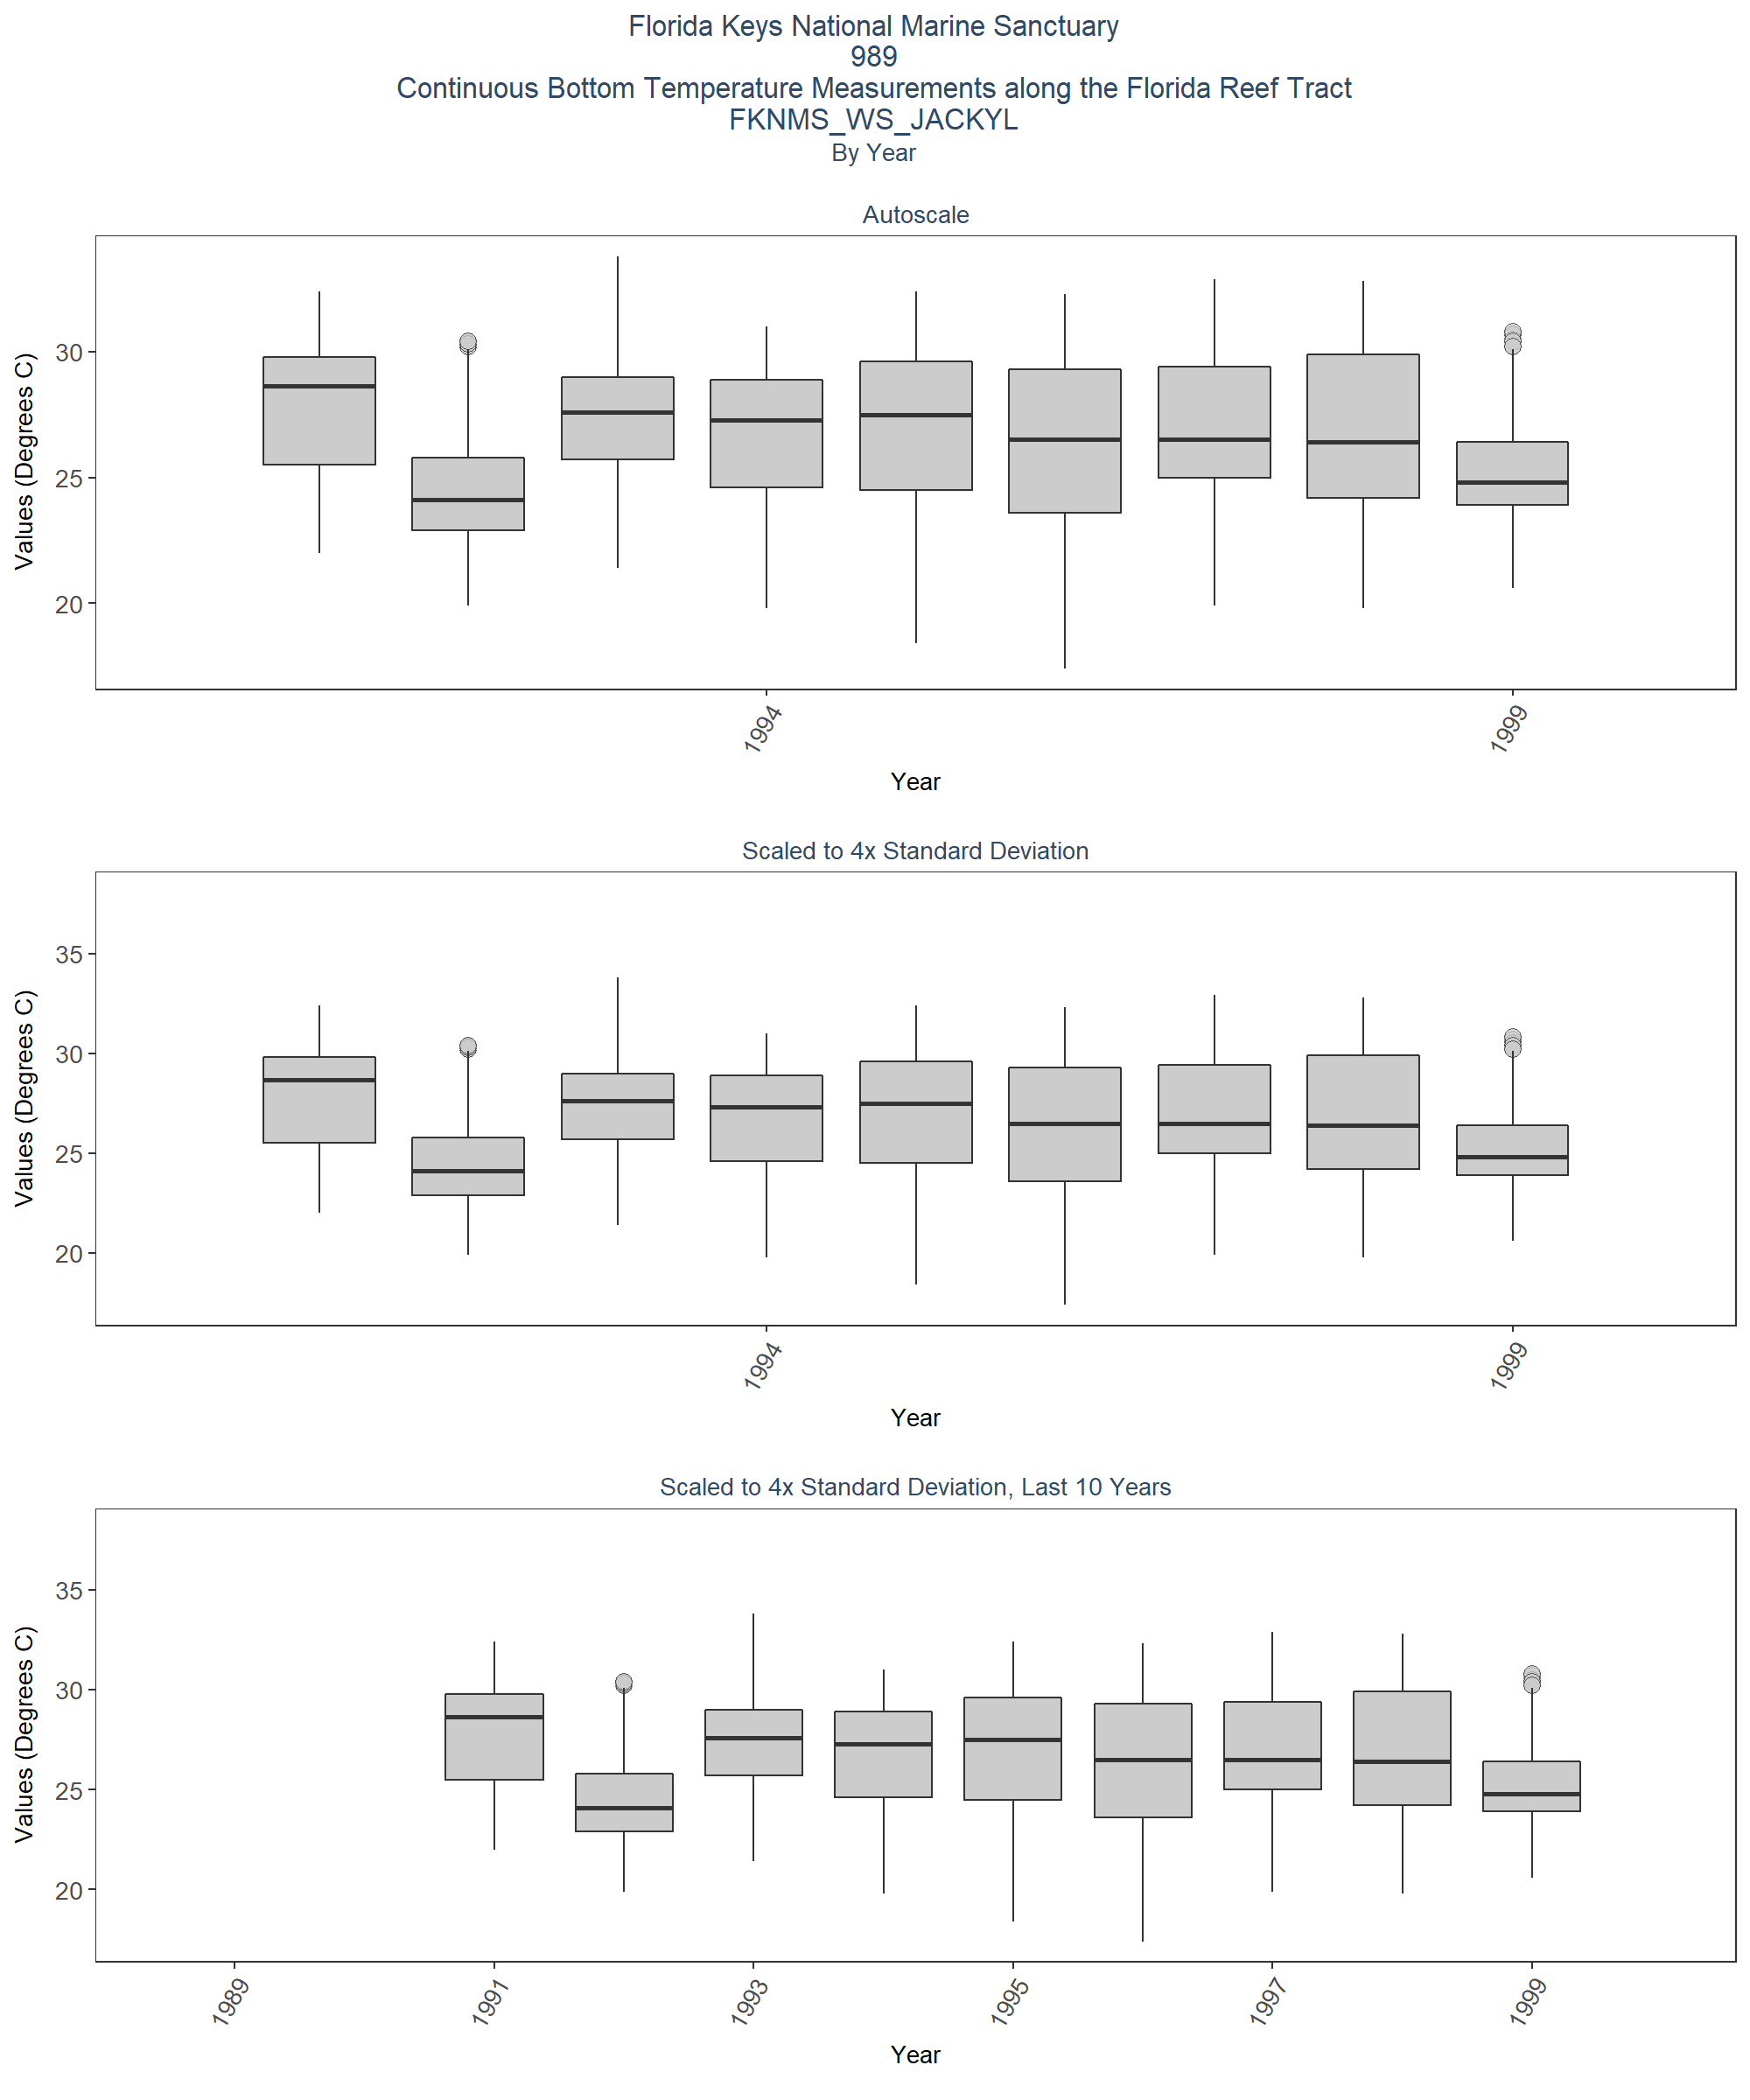 Florida Keys National Marine Sanctuary
989
Continuous Bottom Temperature Measurements along the Florida Reef Tract
FKNMS_WS_JACKYL
By Year
Autoscale
Values (Degrees C)
30
25
20
1994
1999
Year
Scaled to 4x Standard Deviation
Values (Degrees C)
35
30
25
20
1994
1999
Year
Scaled to 4x Standard Deviation, Last 10 Years
Values (Degrees C)
35
30
25
20
1989
1991
1993
1995
1997
1999
Year